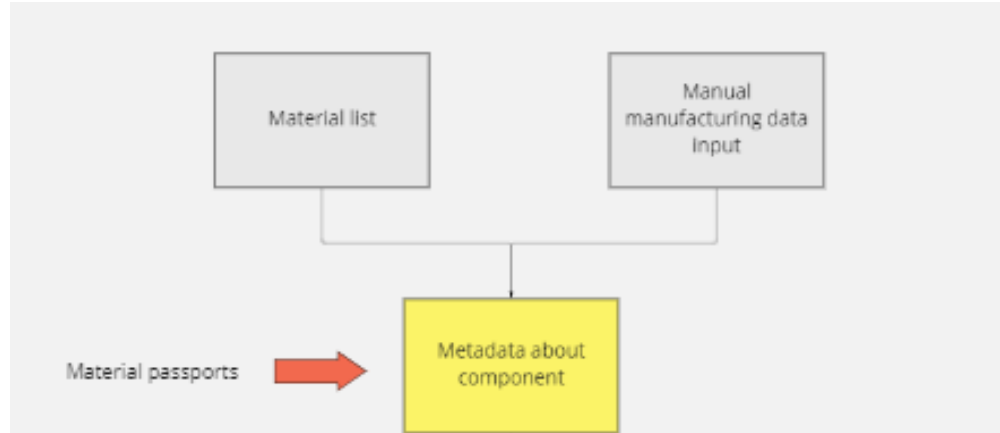 Material list
Manual
manufacturing data
input
Material passports
Metadata about
component